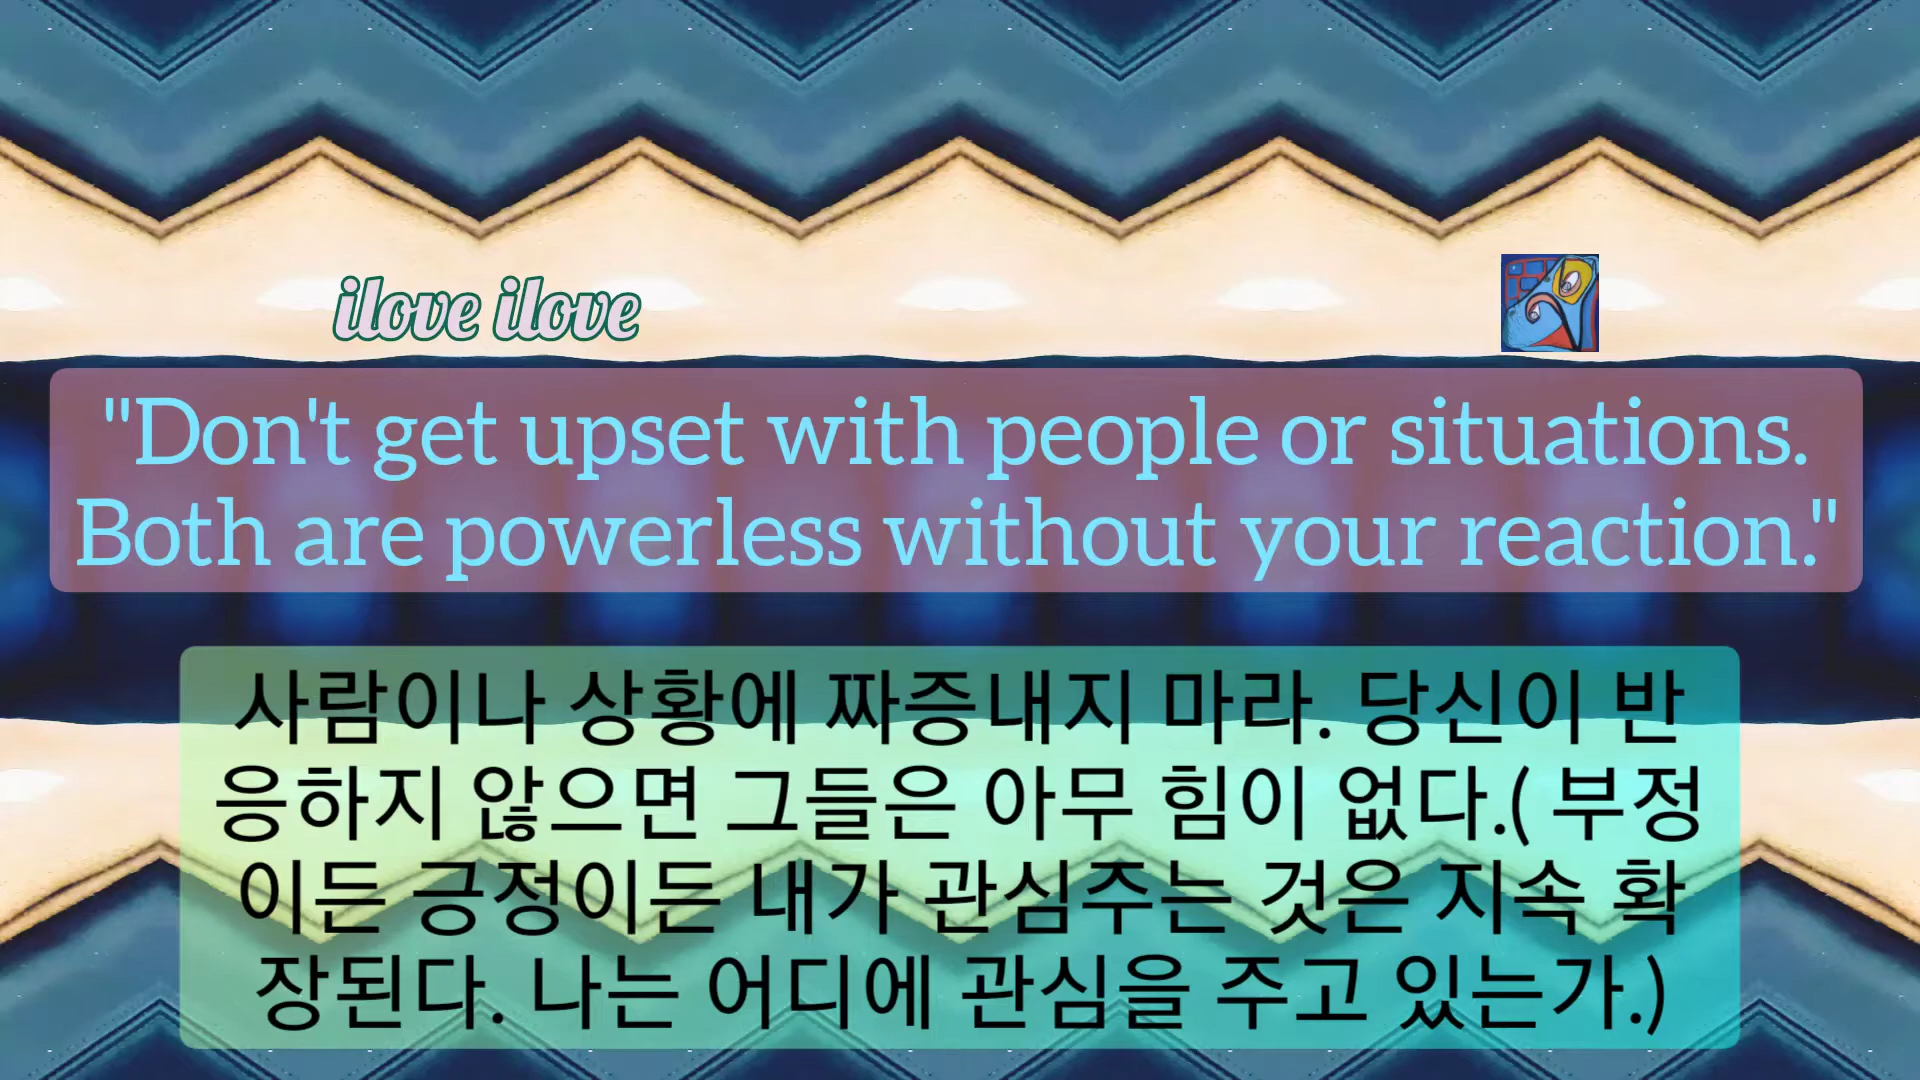 ilove ilove
"Don't get upset with people or situations.
Both are powerless without your reaction."
사람이나 상황에 짜증내지 마라. 당신이 반
응하지 않으면 그들은 아무 힘이 없다.( 부정
이든 긍정이든 내가 관심주는 것은 지속 확
장된다. 나는 어디에 관심을 주고 있는가.)